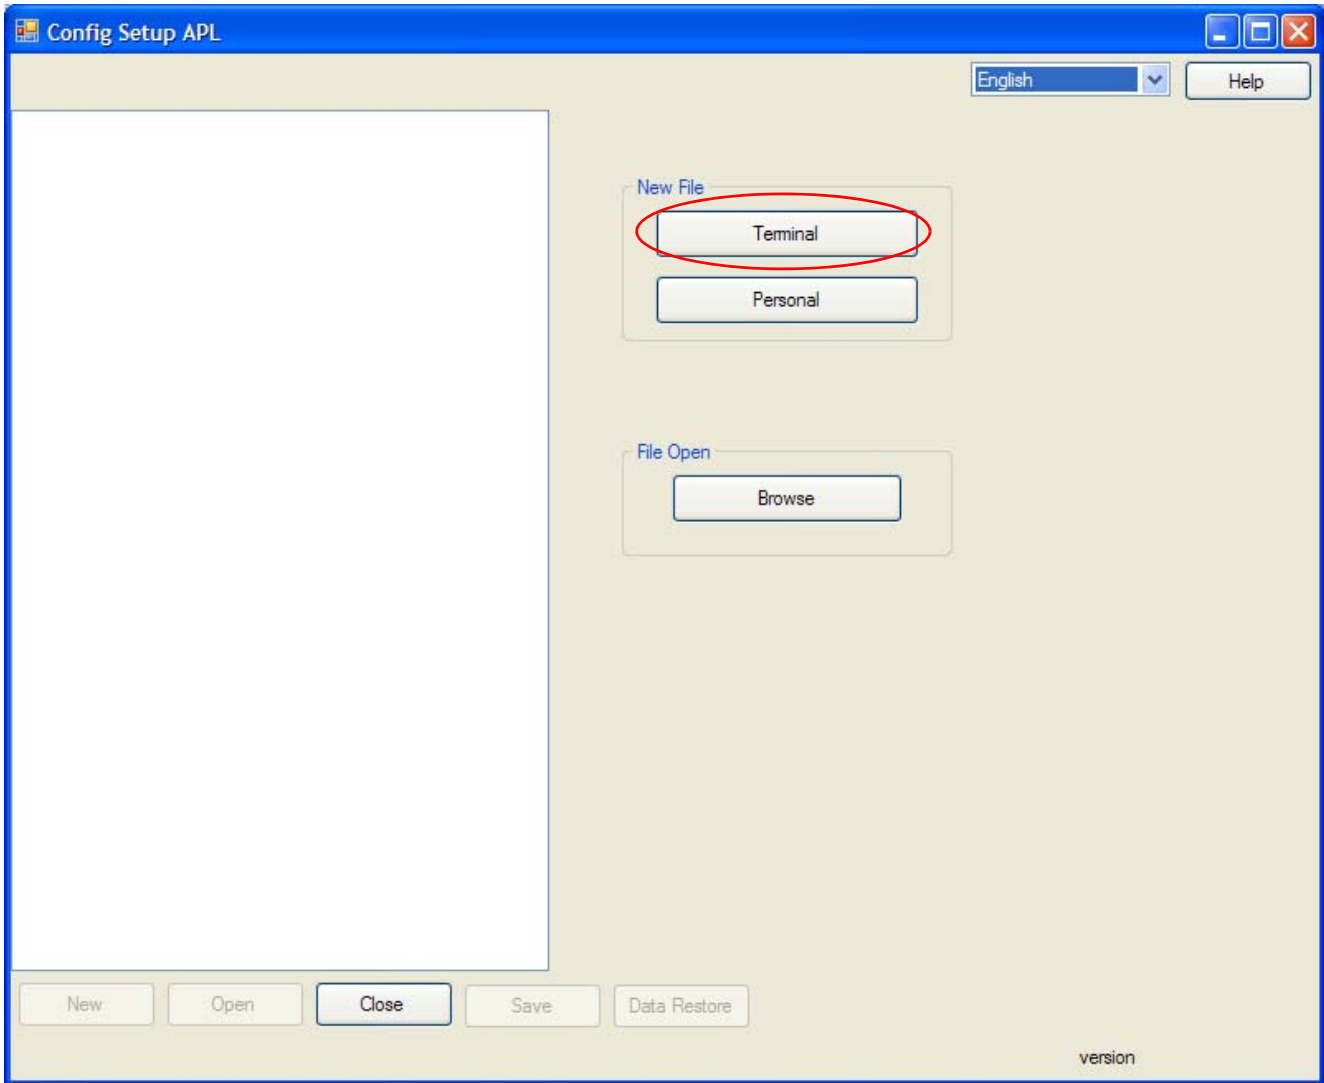 Config Setup APL
English
Help
New File
Terminal
Personal
File Open
Browse
New Open Close Save Data Restore
version